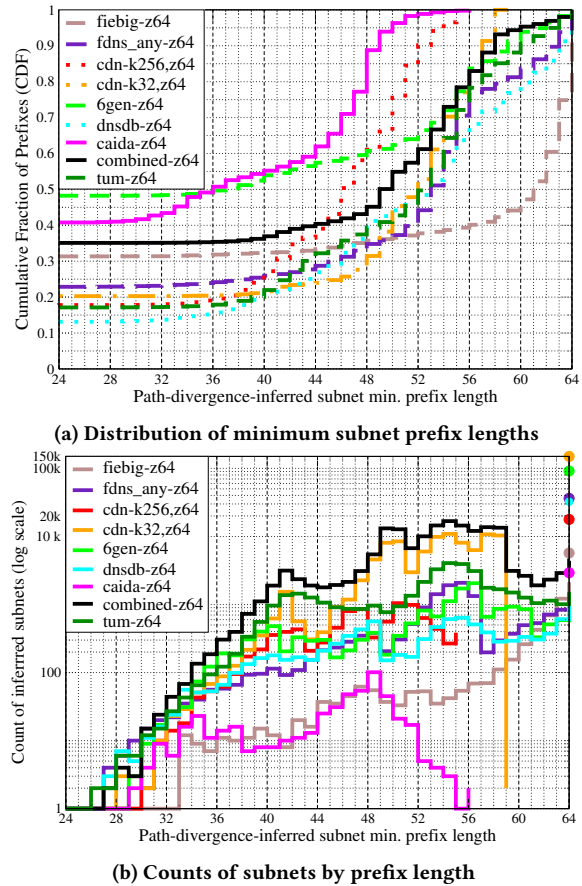 1
0.9
0.8
0.7
0.6
0.5
0.4
0.3
0.2
0.1
0
Cumulative Fraction of Prefixes (CDF)
fiebig-z64
fdns_any-z64
cdn-k256,z64
cdn-k32,z64
6gen-z64
dnsdb-z64
caida-z64
combined-z64
tum-z64
24 28 32 36 40 44 48 52 56 60 64
Path-divergence-inferred subnet min. prefix length
(a) Distribution of minimum subnet prefix lengths
150k
100k
20k
10 k
100
1
Count of inferrred subnets (log scale)
fiebig-z64
fdns_any-z64
cdn-k256,z64
cdn-k32,z64
6gen-z64
dnsdb-z64
caida-z64
combined-z64
tum-z64
24 28 32 36 40 44 48 52 56 60 64
Path-divergence-inferred subnet min. prefix length
(b) Counts of subnets by prefix length